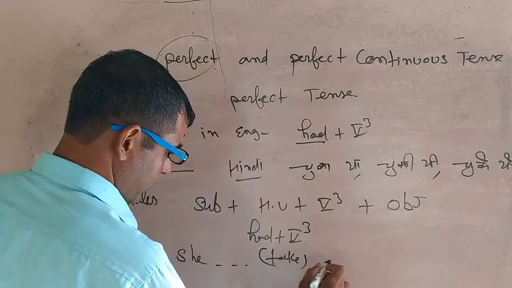 perfect and perfect Continuous Tense
perfect Tense
in Eng- had + V³
Hindi चुका था, चुकी थी, चुके थे
Sub + H.V + V³ + Obj
had + V³
She --- (take)